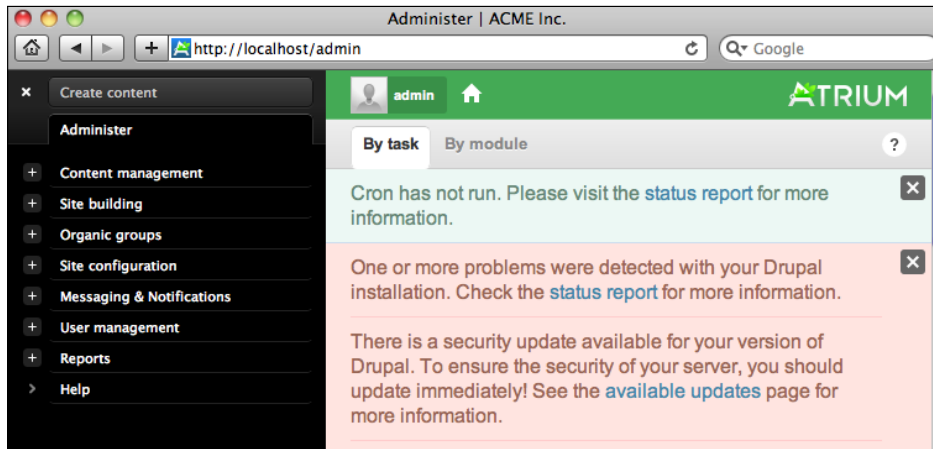 Administer | ACME Inc.
http://localhost/admin
Google
Create content
Administer
Content management
Site building
Organic groups
Site configuration
Messaging & Notifications
User management
Reports
Help
admin
ATRIUM
By task By module ?
Cron has not run. Please visit the status report for more
information.
One or more problems were detected with your Drupal
installation. Check the status report for more information.
There is a security update available for your version of
Drupal. To ensure the security of your server, you should
update immediately! See the available updates page for
more information.